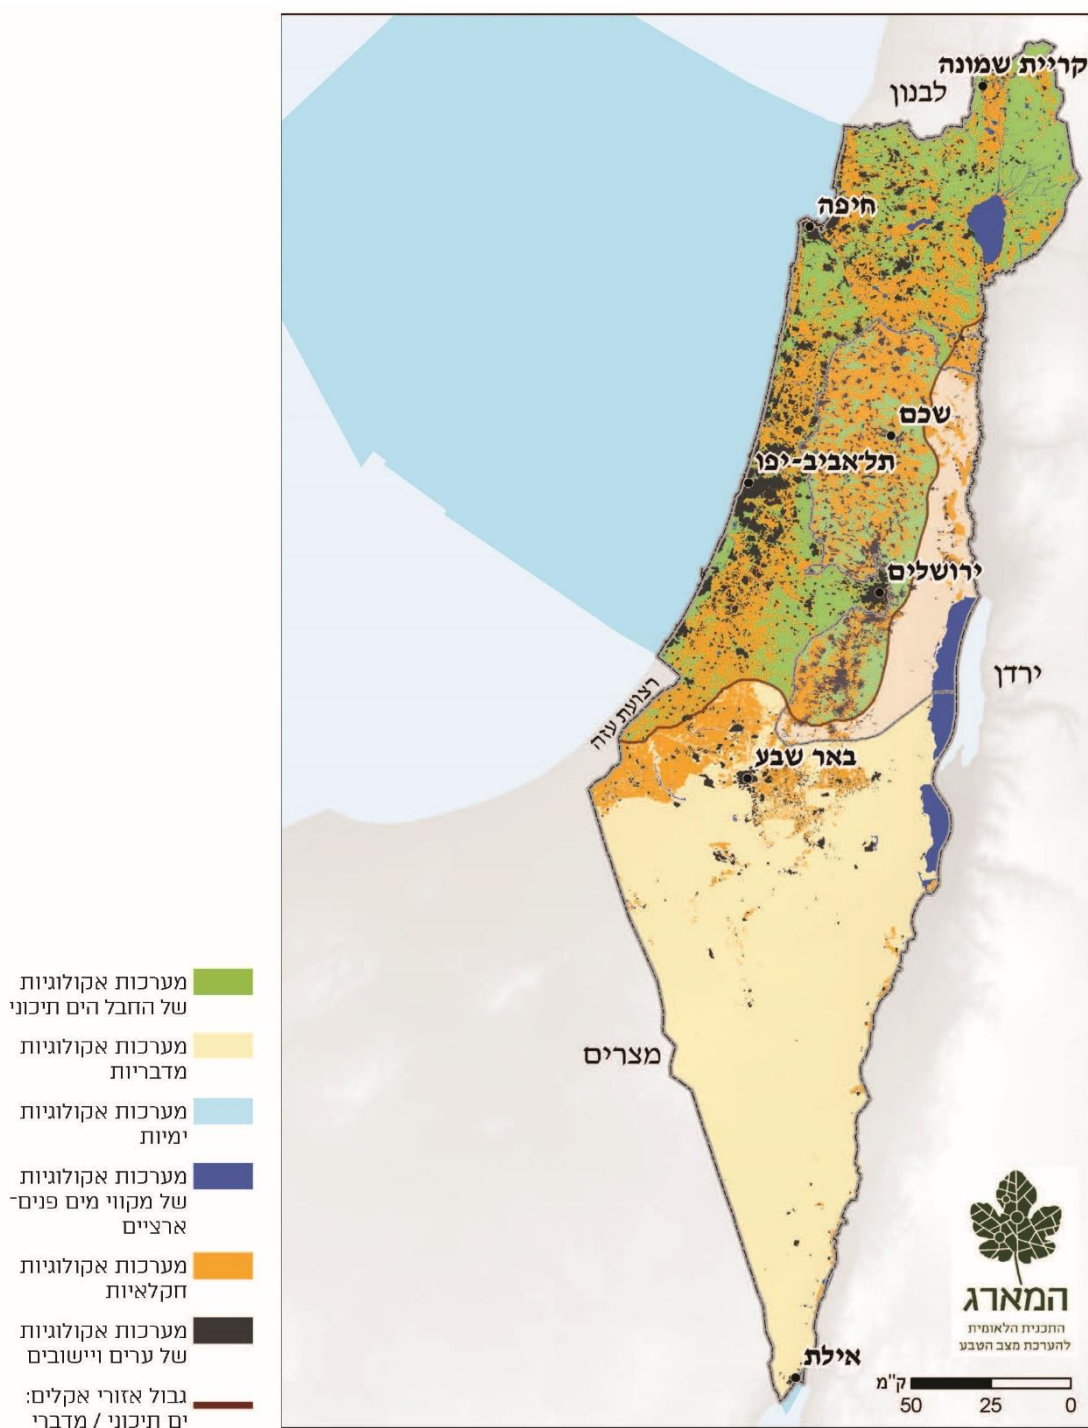 קריית שמונה
לבנון
חיפה
שכם
תל־אביב-יפו
ירושלים
ירדן
רצועת עזה
באר שבע
מצרים
אילת
מערכות אקולוגיות
של החבל הים תיכוני
מערכות אקולוגיות
מדבריות
מערכות אקולוגיות
ימיות
מערכות אקולוגיות
של מקווי מים פנים־
ארציים
מערכות אקולוגיות
חקלאיות
מערכות אקולוגיות
של ערים ויישובים
גבול אזורי אקלים:
ים תיכוני / מדברי
המארג
התכנית הלאומית
להערכת מצב הטבע
ק"מ
50 25 0